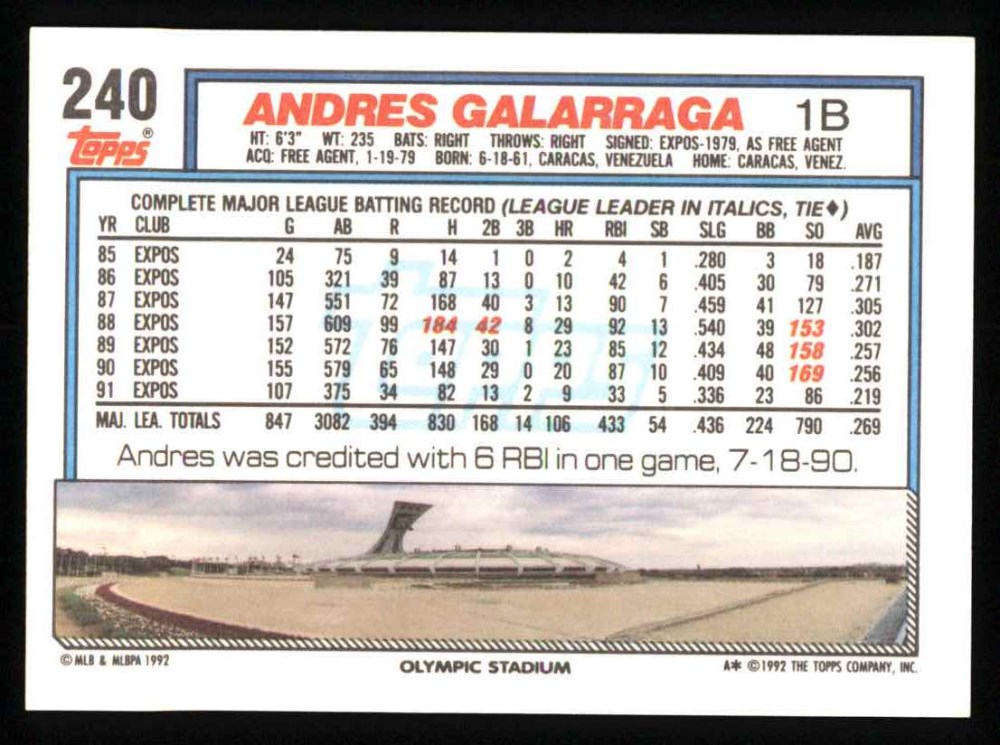 240
Topps®
ANDRES GALARRAGA 1B
HT: 6'3" WT: 235 BATS: RIGHT THROWS: RIGHT SIGNED: EXPOS-1979, AS FREE AGENT
ACQ: FREE AGENT, 1-19-79 BORN: 6-18-61, CARACAS, VENEZUELA HOME: CARACAS, VENEZ.
COMPLETE MAJOR LEAGUE BATTING RECORD (LEAGUE LEADER IN ITALICS, TIE♦)
YR CLUB G AB R H 2B 3B HR RBI SB SLG BB SO AVG
85 EXPOS 24 75 9 14 1 0 2 4 1 .280 3 18 .187
86 EXPOS 105 321 39 87 13 0 10 42 6 .405 30 79 .271
87 EXPOS 147 551 72 168 40 3 13 90 7 .459 41 127 .305
88 EXPOS 157 609 99 184 42 8 29 92 13 .540 39 153 .302
89 EXPOS 152 572 76 147 30 1 23 85 12 .434 48 158 .257
90 EXPOS 155 579 65 148 29 0 20 87 10 .409 40 169 .256
91 EXPOS 107 375 34 82 13 2 9 33 5 .336 23 86 .219
MAJ. LEA. TOTALS 847 3082 394 830 168 14 106 433 54 .436 224 790 .269
Topps
Andres was credited with 6 RBI in one game, 7-18-90.
© MLB & MLBPA 1992
OLYMPIC STADIUM
A* ©1992 THE TOPPS COMPANY, INC.